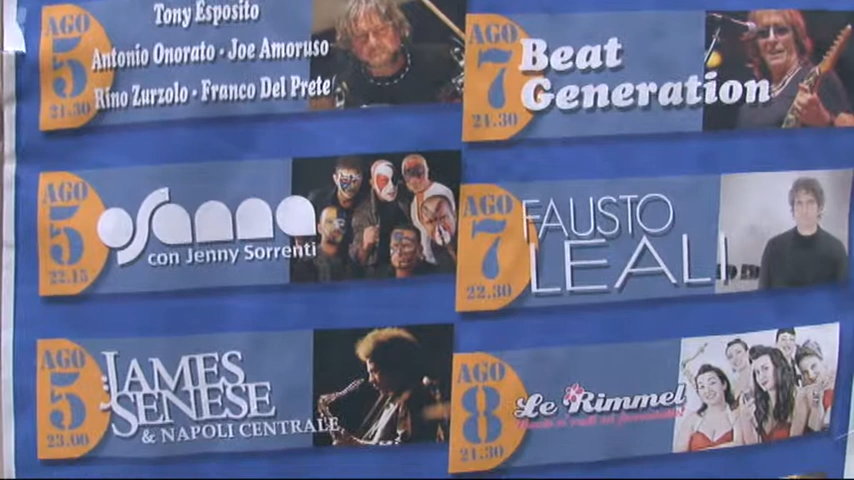 AGO
5
21.30
Tony Esposito
Antonio Onorato - Joe Amoruso
Rino Zurzolo - Franco Del Prete
AGO
5
22.15
osanna
con Jenny Sorrenti
AGO
5
23.00
JAMES
SENESE
& NAPOLI CENTRALE
AGO
7
21.30
Beat
Generation
AGO
7
22.30
FAUSTO
LEALI
AGO
8
21.30
Le Rimmel